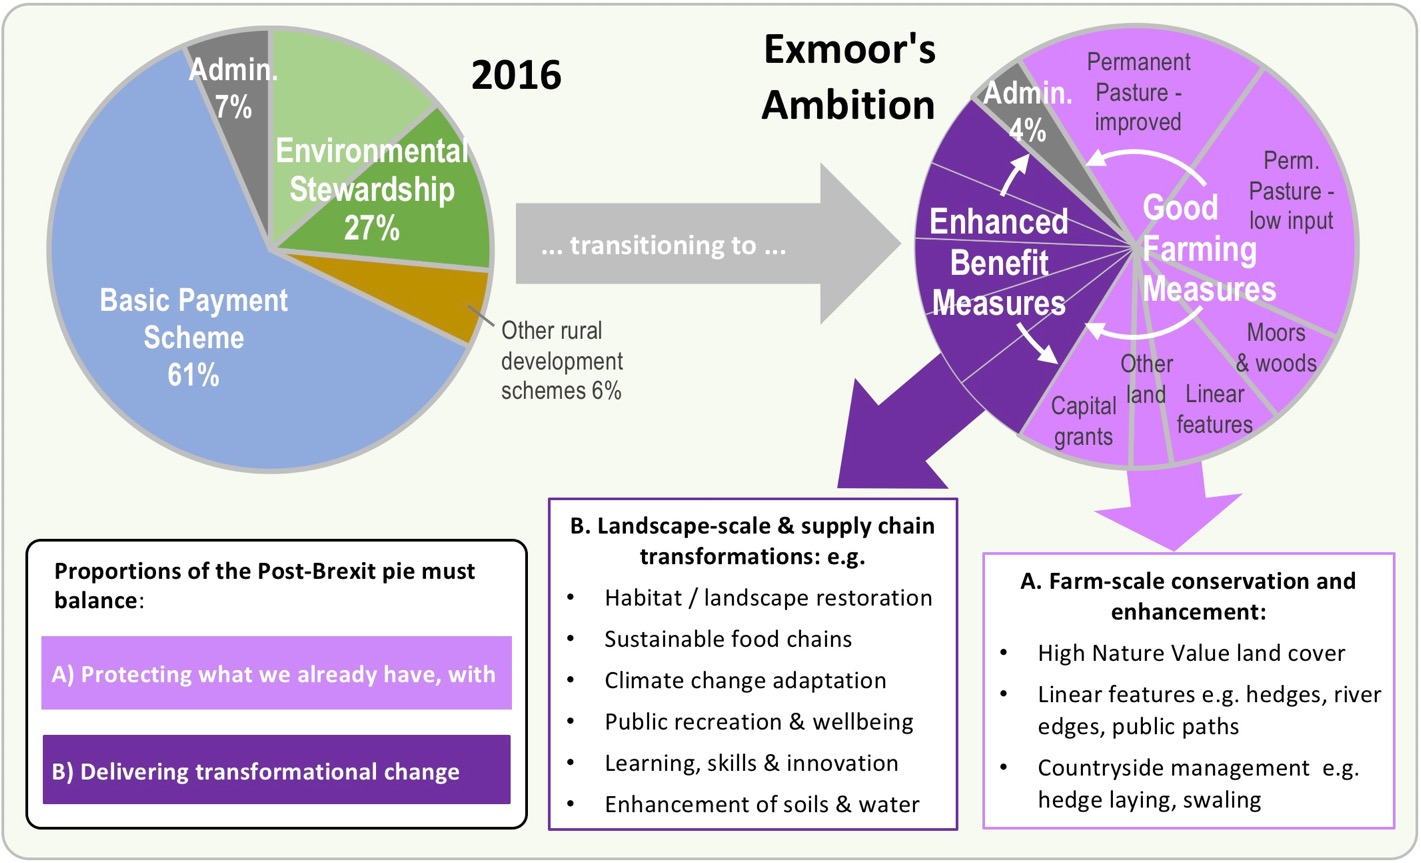 2016
Admin.
7%
Environmental
Stewardship
27%
Basic Payment
Scheme
61%
Other rural
development
schemes 6%
... transitioning to ...
Exmoor's
Ambition
Admin.
4%
Permanent
Pasture -
improved
Perm.
Pasture -
low input
Good
Farming
Measures
Enhanced
Benefit
Measures
Moors
& woods
Linear
features
Other
land
Capital
grants
Proportions of the Post-Brexit pie must
balance:
A) Protecting what we already have, with
B) Delivering transformational change
B. Landscape-scale & supply chain
transformations: e.g.
• Habitat / landscape restoration
• Sustainable food chains
• Climate change adaptation
• Public recreation & wellbeing
• Learning, skills & innovation
• Enhancement of soils & water
A. Farm-scale conservation and
enhancement:
• High Nature Value land cover
• Linear features e.g. hedges, river
edges, public paths
• Countryside management e.g.
hedge laying, swaling